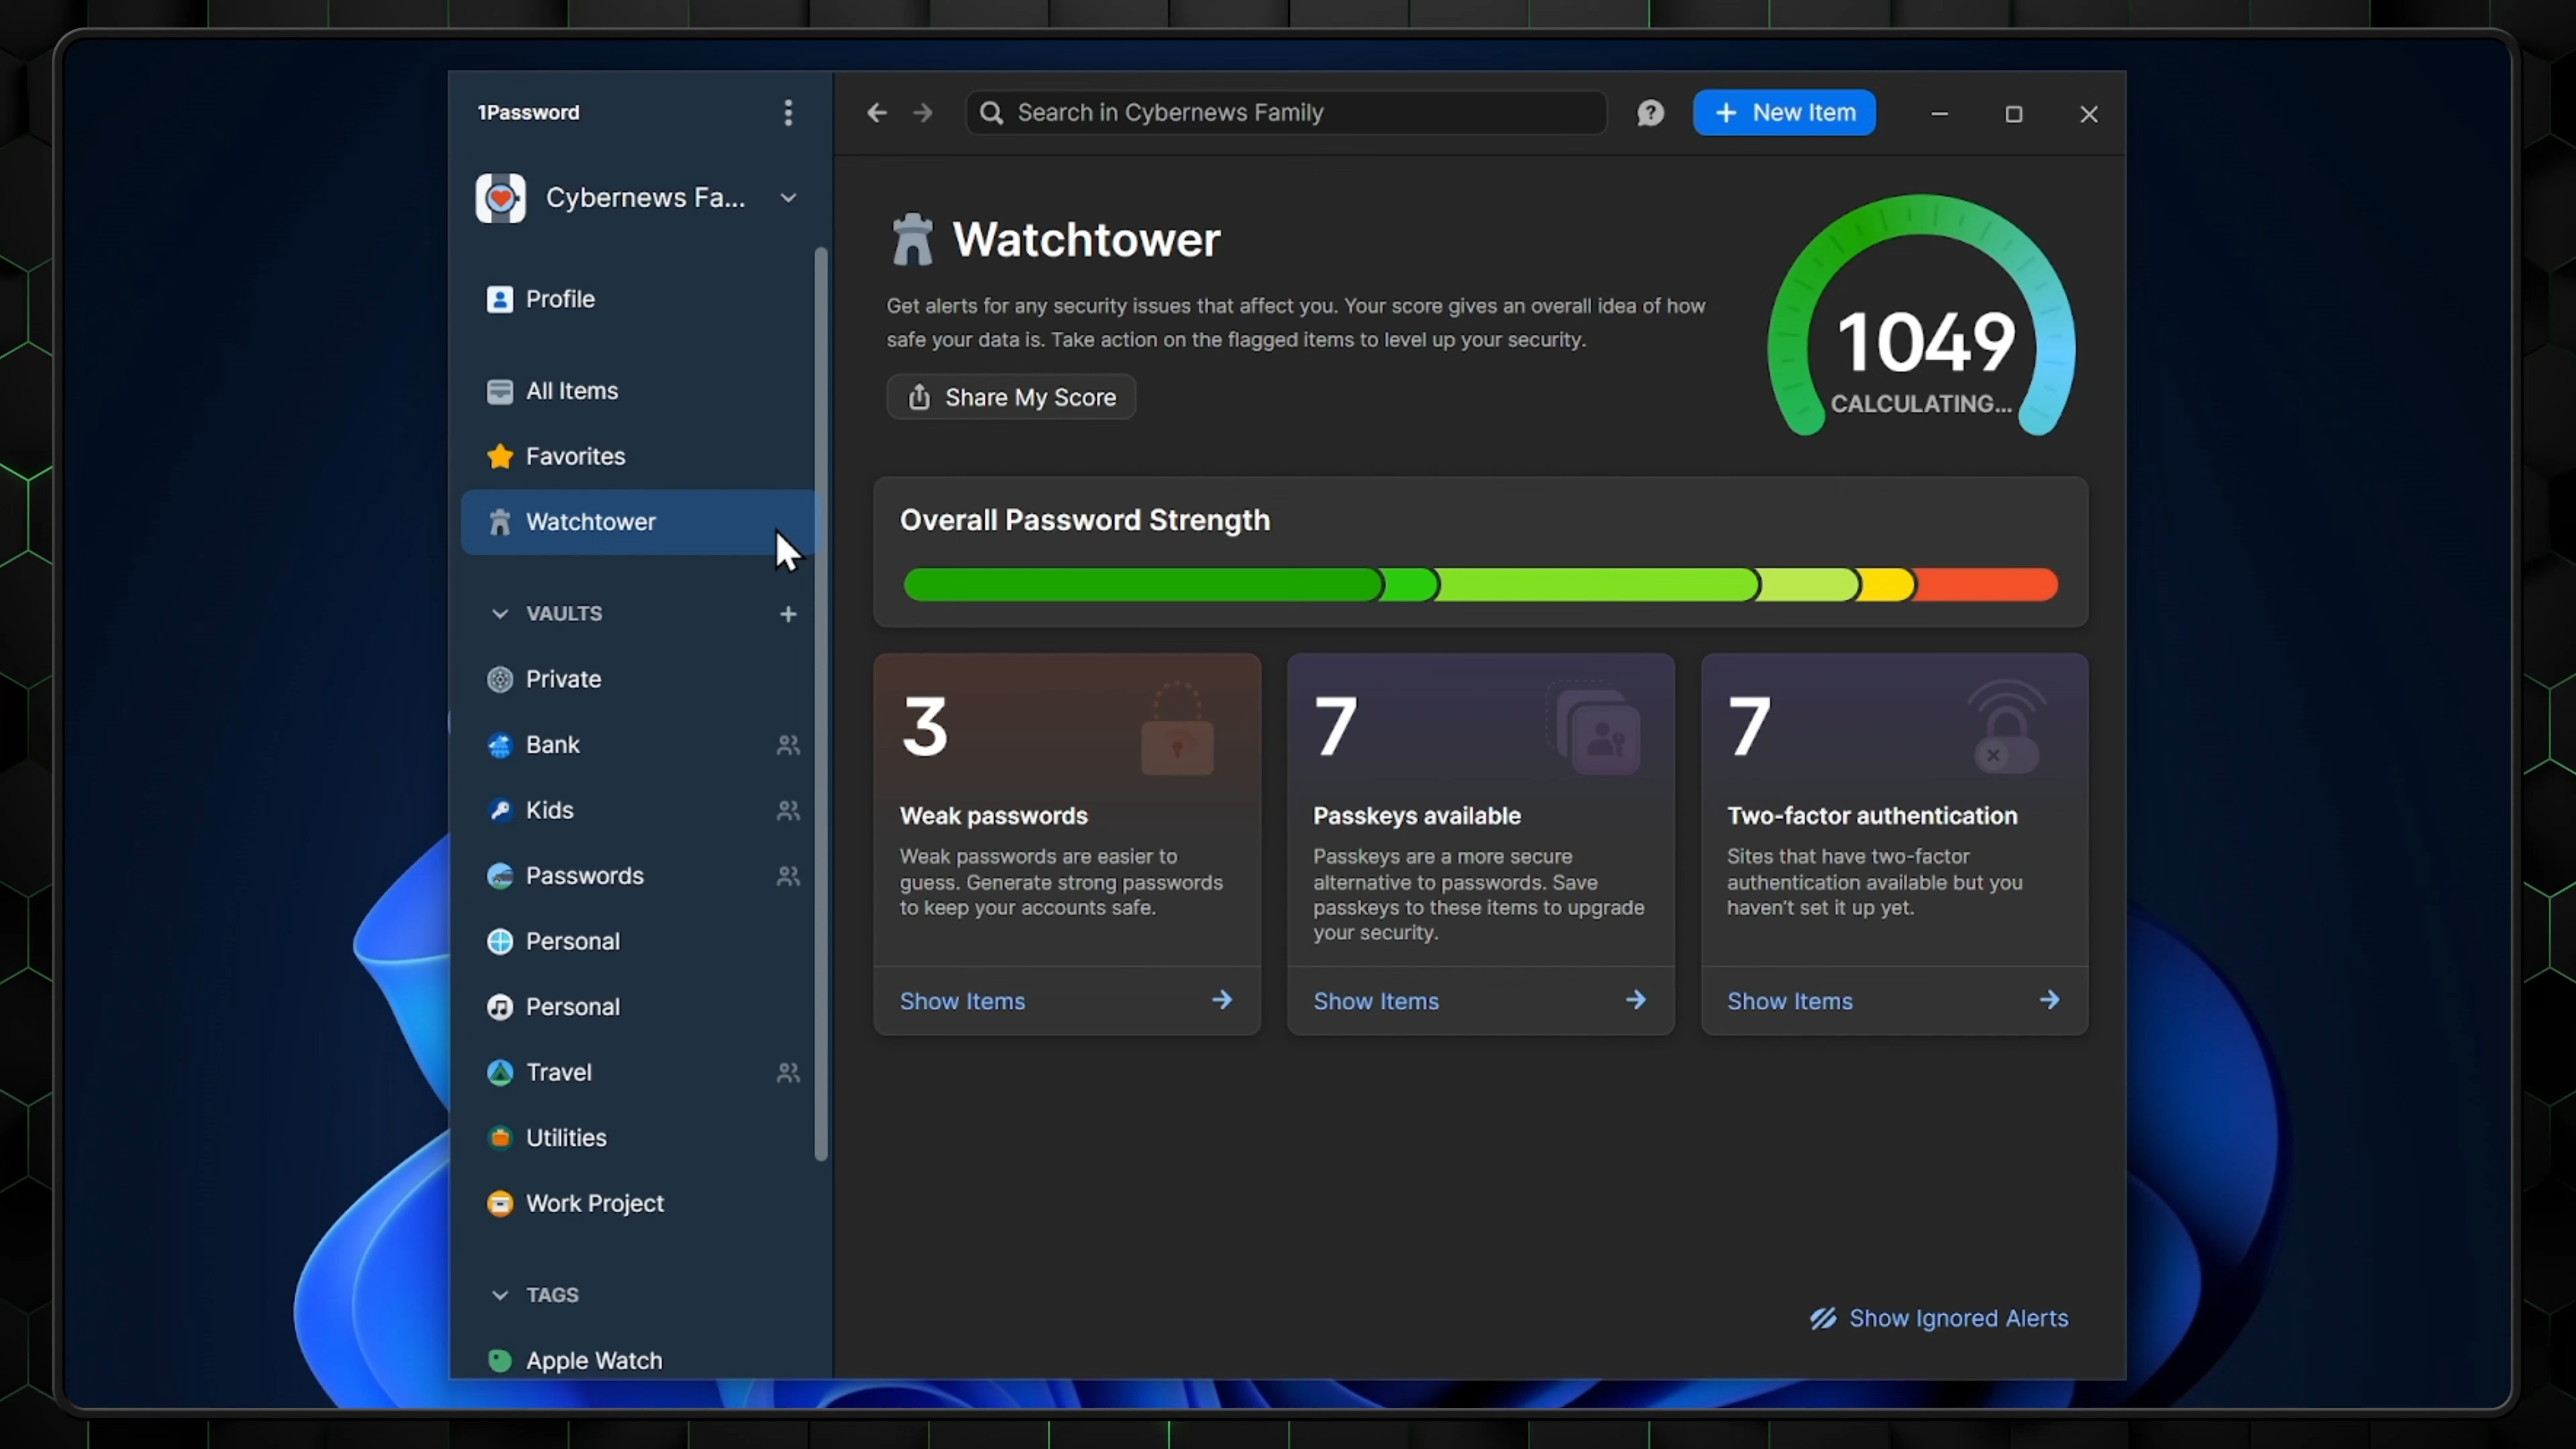 1Password
Search in Cybernews Family
New Item
Cybernews Fa...
Profile
All Items
Favorites
Watchtower
VAULTS
Private
Bank
Kids
Passwords
Personal
Personal
Travel
Utilities
Work Project
TAGS
Apple Watch
Watchtower
Get alerts for any security issues that affect you. Your score gives an overall idea of how
safe your data is. Take action on the flagged items to level up your security.
Share My Score
1049
CALCULATING...
Overall Password Strength
3
Weak passwords
Weak passwords are easier to
guess. Generate strong passwords
to keep your accounts safe.
Show Items
7
Passkeys available
Passkeys are a more secure
alternative to passwords. Save
passkeys to these items to upgrade
your security.
Show Items
7
Two-factor authentication
Sites that have two-factor
authentication available but you
haven't set it up yet.
Show Items
Show Ignored Alerts